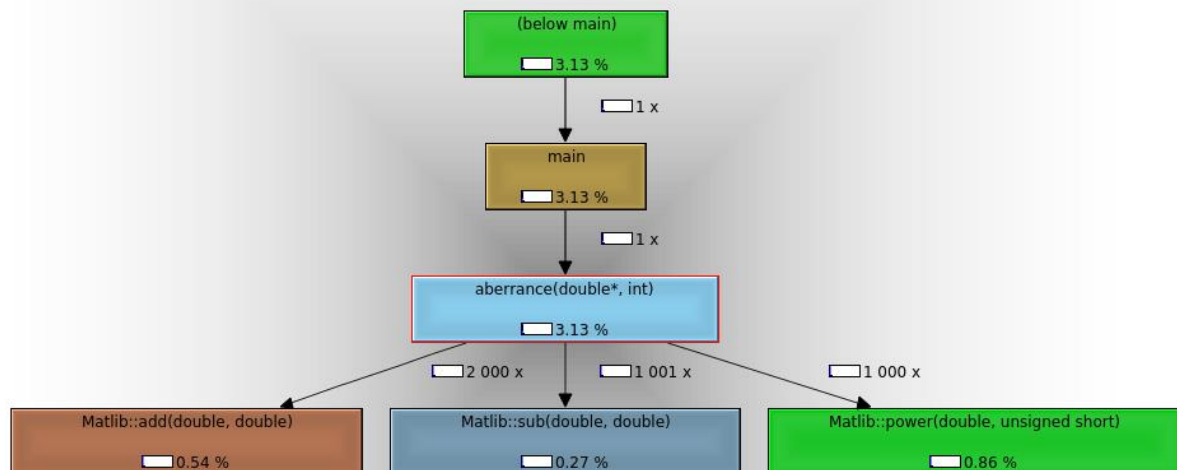 (below main)
3.13 %
1 x
main
3.13 %
1 x
aberrance(double*, int)
3.13 %
2 000 x
1 001 x
1 000 x
Matlib::add(double, double)
Matlib::sub(double, double)
Matlib::power(double, unsigned short)
0.54 %
0.27 %
0.86 %